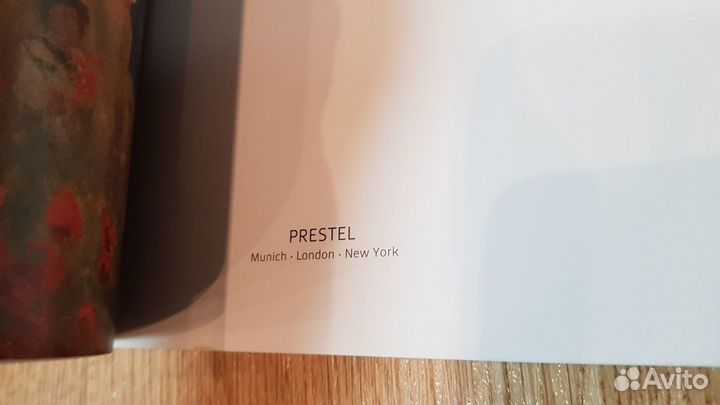 PRESTEL
Munich · London · New York
Avito